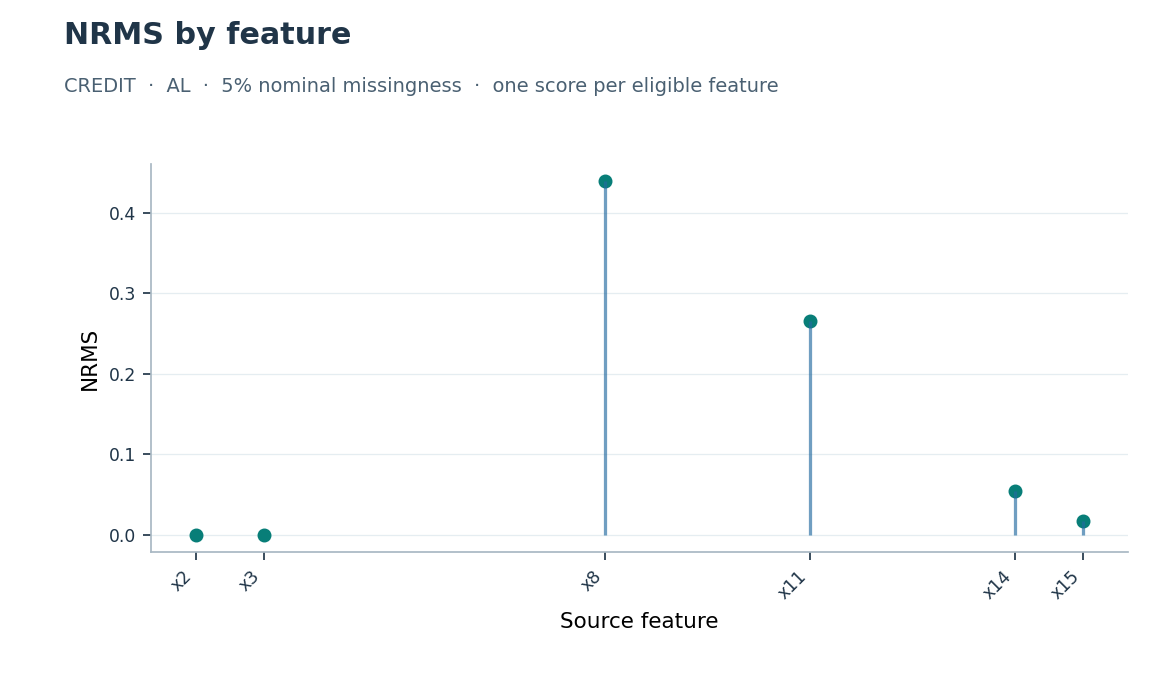 NRMS by feature
CREDIT · AL · 5% nominal missingness · one score per eligible feature
NRMS
0.4
0.3
0.2
0.1
0.0
x2 x3 x8 x11 x14 x15
Source feature